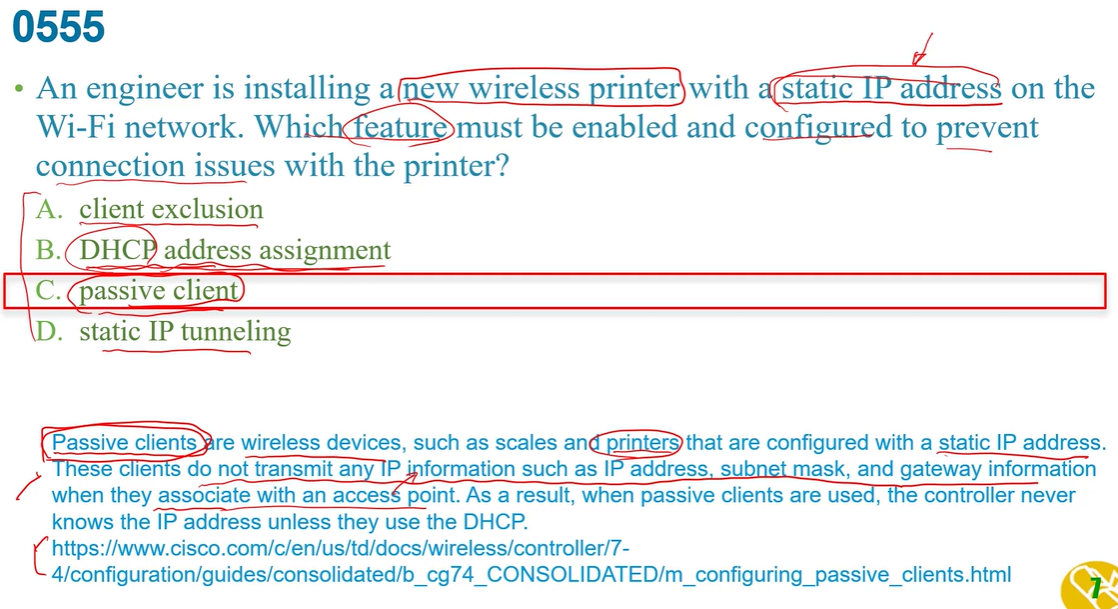 0555
• An engineer is installing a new wireless printer with a static IP address on the
Wi-Fi network. Which feature must be enabled and configured to prevent
connection issues with the printer?
A. client exclusion
B. DHCP address assignment
C. passive client
D. static IP tunneling
Passive clients are wireless devices, such as scales and printers that are configured with a static IP address.
These clients do not transmit any IP information such as IP address, subnet mask, and gateway information
when they associate with an access point. As a result, when passive clients are used, the controller never
knows the IP address unless they use the DHCP.
https://www.cisco.com/c/en/us/td/docs/wireless/controller/7-
4/configuration/guides/consolidated/b_cg74_CONSOLIDATED/m_configuring_passive_clients.html
7